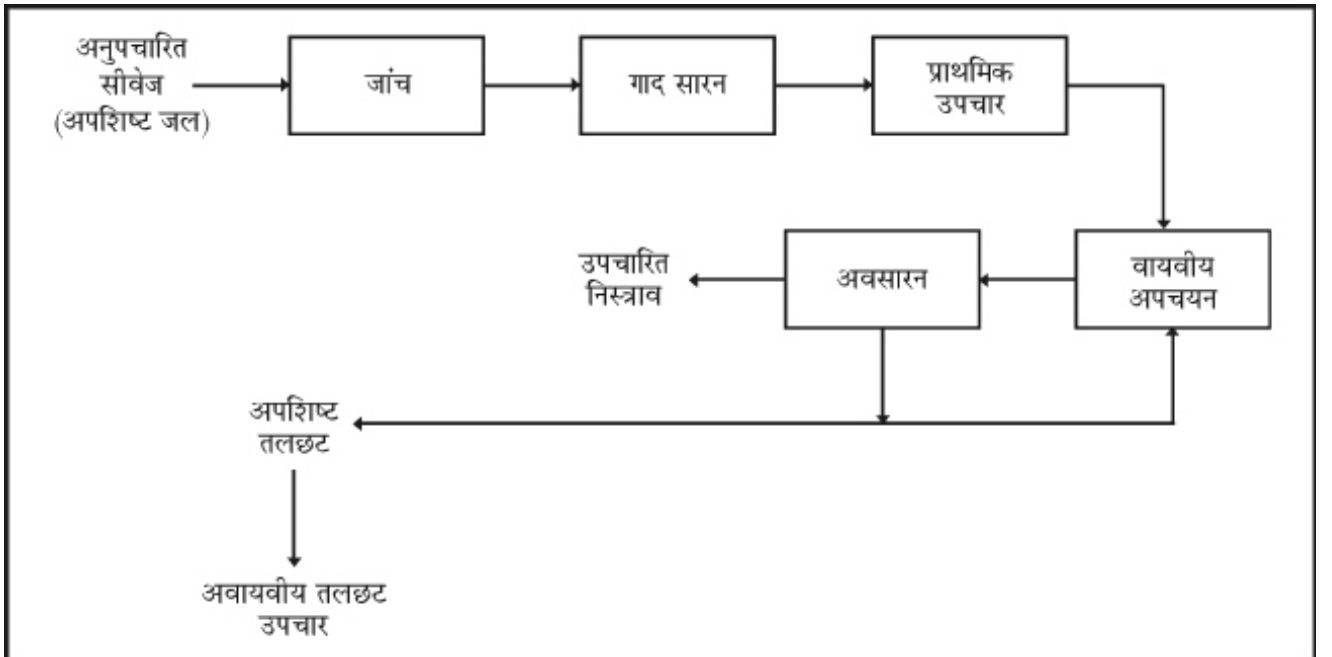 अनुपचारित
सीवेज
(अपशिष्ट जल)
जांच
गाद सारन
प्राथमिक
उपचार
वायवीय
अपचयन
अवसारन
उपचारित
निस्त्राव
अपशिष्ट
तलछट
अवायवीय तलछट
उपचार